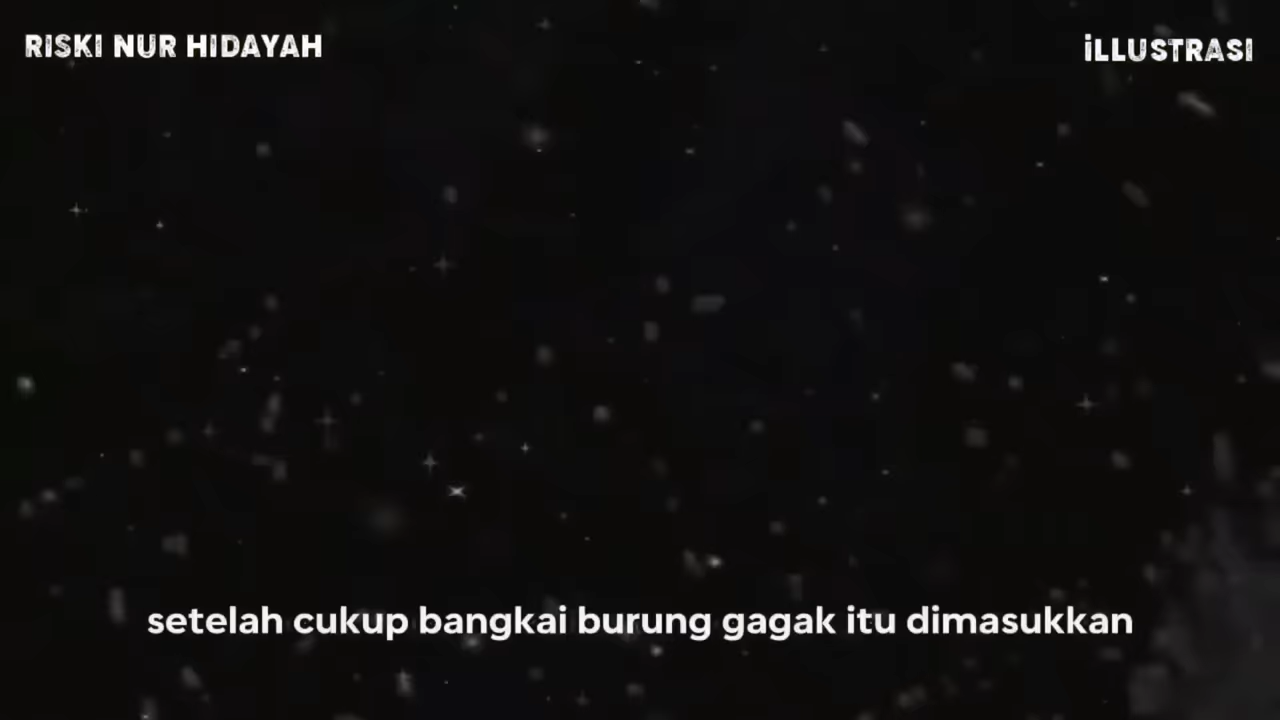 RISKI NUR HIDAYAH
iLLUSTRASI
setelah cukup bangkai burung gagak itu dimasukkan